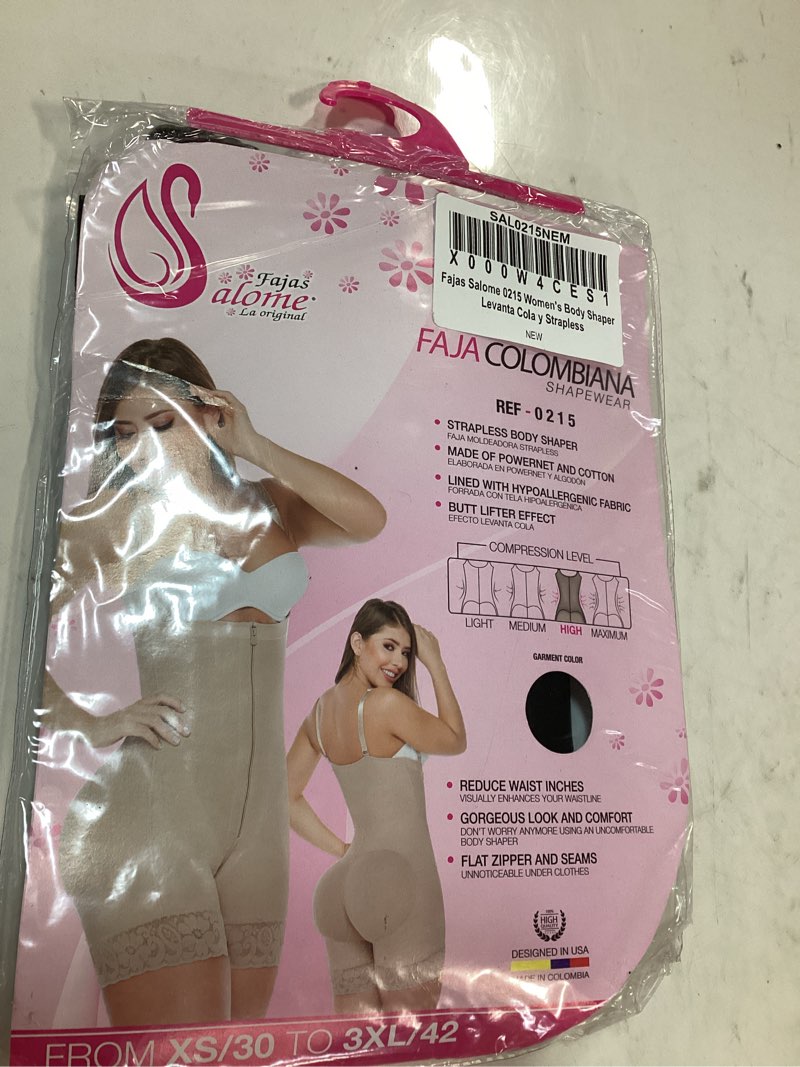 SAL0215NEM
X000W4CES1
Fajas Salome 0215 Women's Body Shaper
Levanta Cola y Strapless
NEW
Fajas
Salome
La original
FAJA COLOMBIANA
SHAPEWEAR
REF - 0215
• STRAPLESS BODY SHAPER
FAJA MOLDEADORA STRAPLESS
• MADE OF POWERNET AND COTTON
ELABORADA EN POWERNET Y ALGODÓN
• LINED WITH HYPOALLERGENIC FABRIC
FORRADA CON TELA HIPOALERGENICA
• BUTT LIFTER EFFECT
EFECTO LEVANTA COLA
COMPRESSION LEVEL
LIGHT MEDIUM HIGH MAXIMUM
GARMENT COLOR
• REDUCE WAIST INCHES
VISUALLY ENHANCES YOUR WAISTLINE
• GORGEOUS LOOK AND COMFORT
DON'T WORRY ANYMORE USING AN UNCOMFORTABLE
BODY SHAPER
• FLAT ZIPPER AND SEAMS
UNNOTICEABLE UNDER CLOTHES
100%
HIGH
QUALITY
DESIGNED IN USA
MADE IN COLOMBIA
FROM XS/30 TO 3XL/42